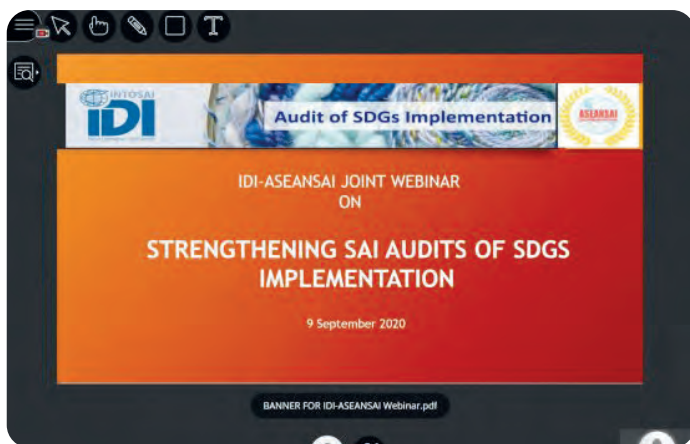 T
INTOSAI
IDI
Audit of SDGs Implementation
ASEANSAI
IDI-ASEANSAI JOINT WEBINAR
ON
STRENGTHENING SAI AUDITS OF SDGS
IMPLEMENTATION
9 September 2020
BANNER FOR IDI-ASEANSAI Webinar.pdf